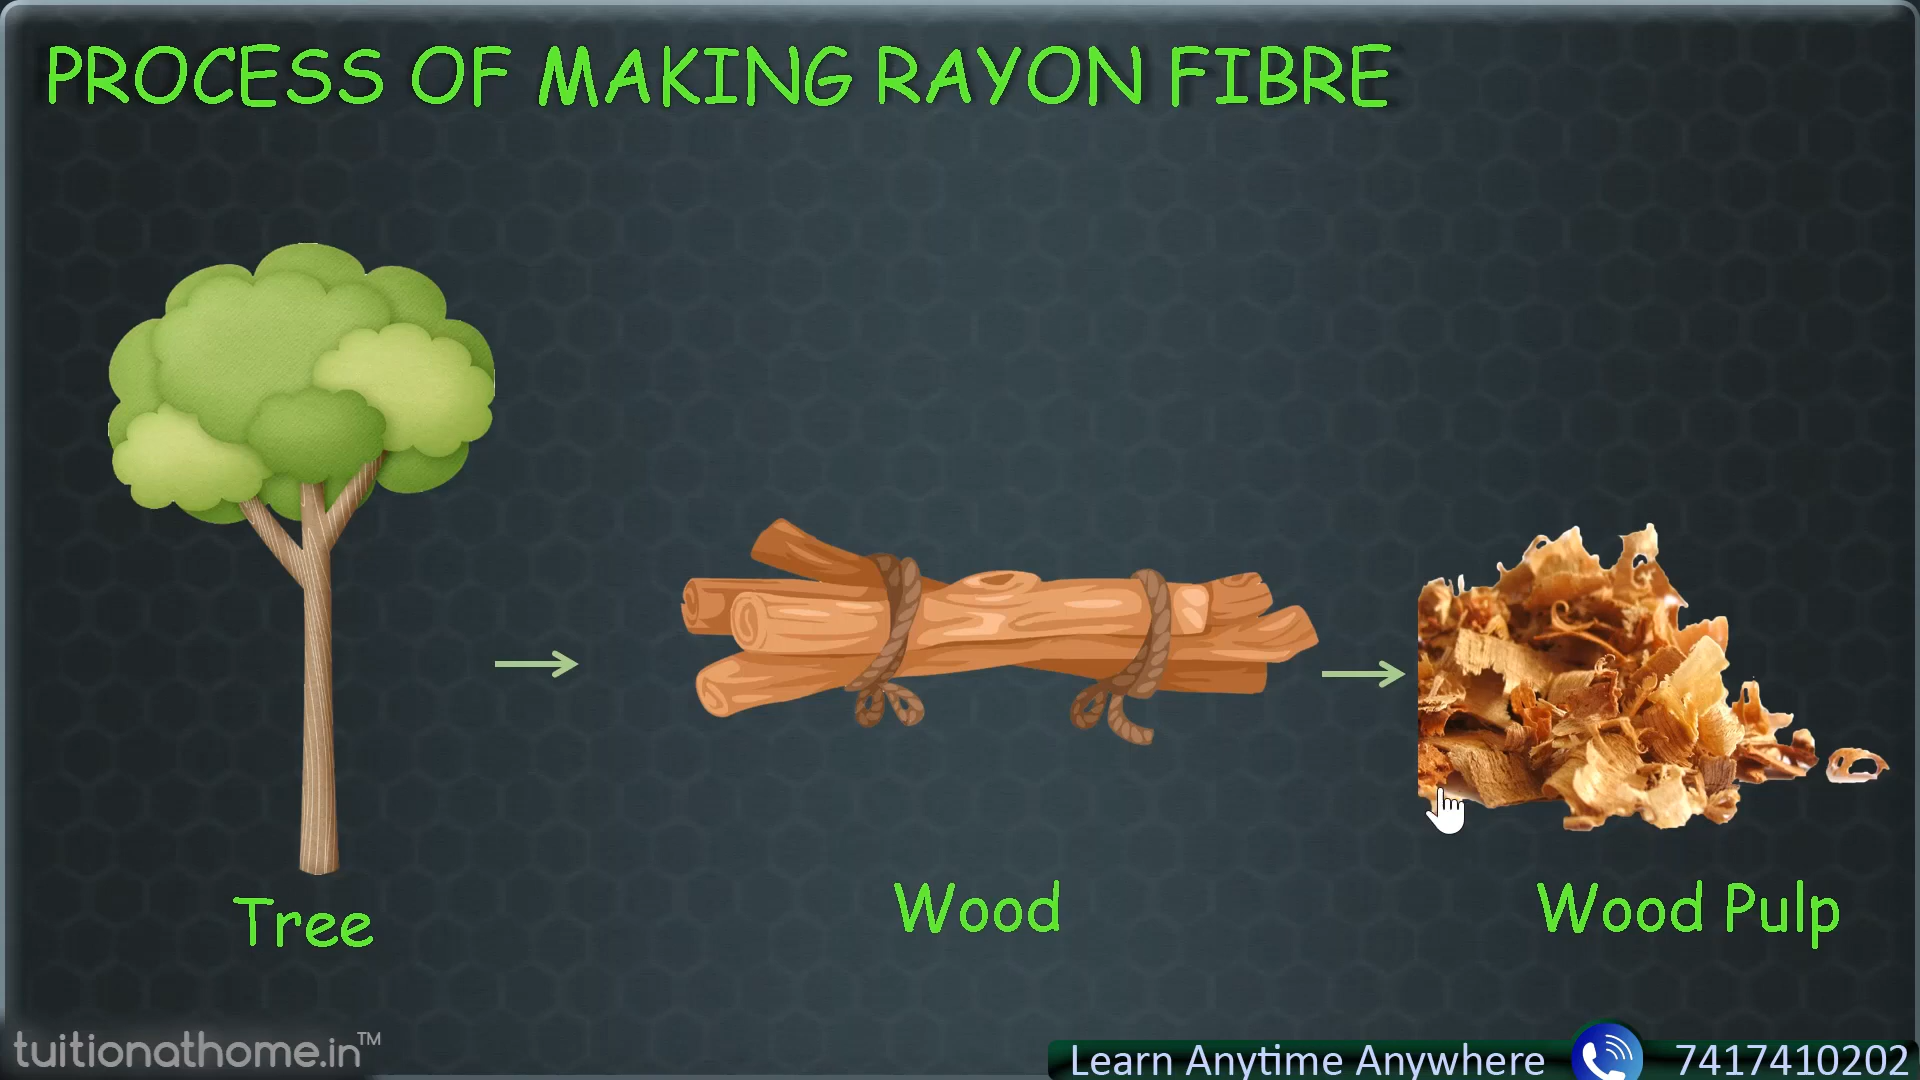 PROCESS OF MAKING RAYON FIBRE
Tree
Wood
Wood Pulp
tuitionathome.in™
Learn Anytime Anywhere 7417410202